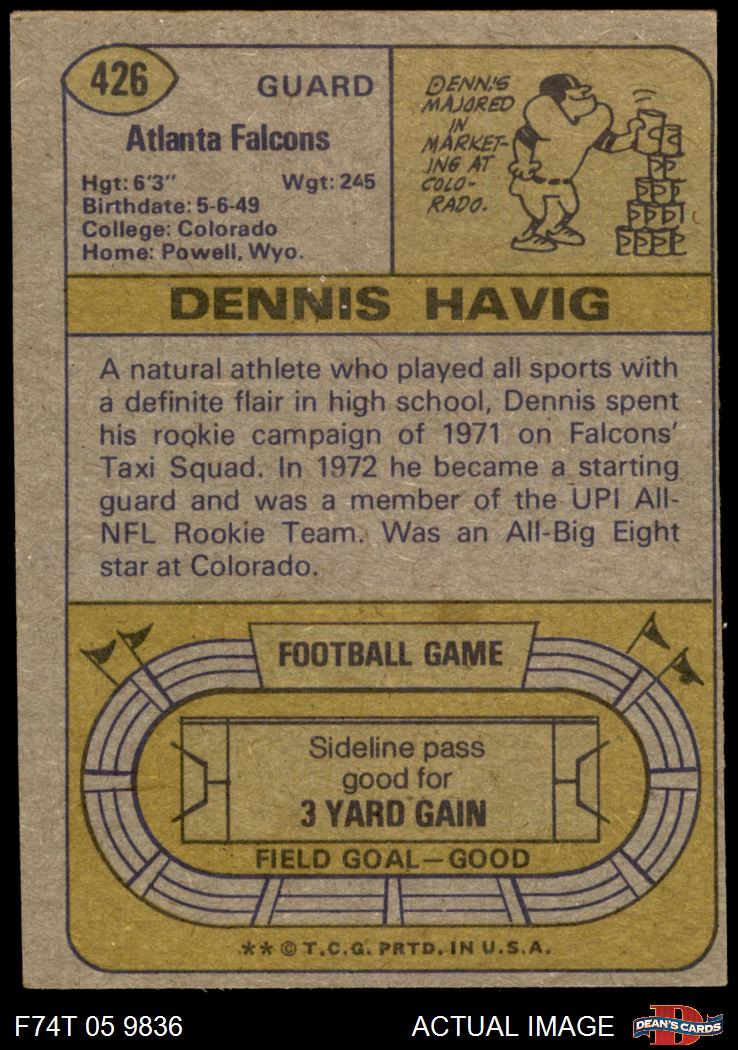 426
GUARD
Atlanta Falcons
Hgt: 6'3" Wgt: 245
Birthdate: 5-6-49
College: Colorado
Home: Powell, Wyo.
DENNIS
MAJORED
IN
MARKET-
ING AT
COLO-
RADO.
DENNIS HAVIG
A natural athlete who played all sports with
a definite flair in high school, Dennis spent
his rookie campaign of 1971 on Falcons'
Taxi Squad. In 1972 he became a starting
guard and was a member of the UPI All-
NFL Rookie Team. Was an All-Big Eight
star at Colorado.
FOOTBALL GAME
Sideline pass
good for
3 YARD GAIN
FIELD GOAL—GOOD
** © T.C.G. PRTD. IN U.S.A.
F74T 05 9836 ACTUAL IMAGE
D
DEAN'S CARDS